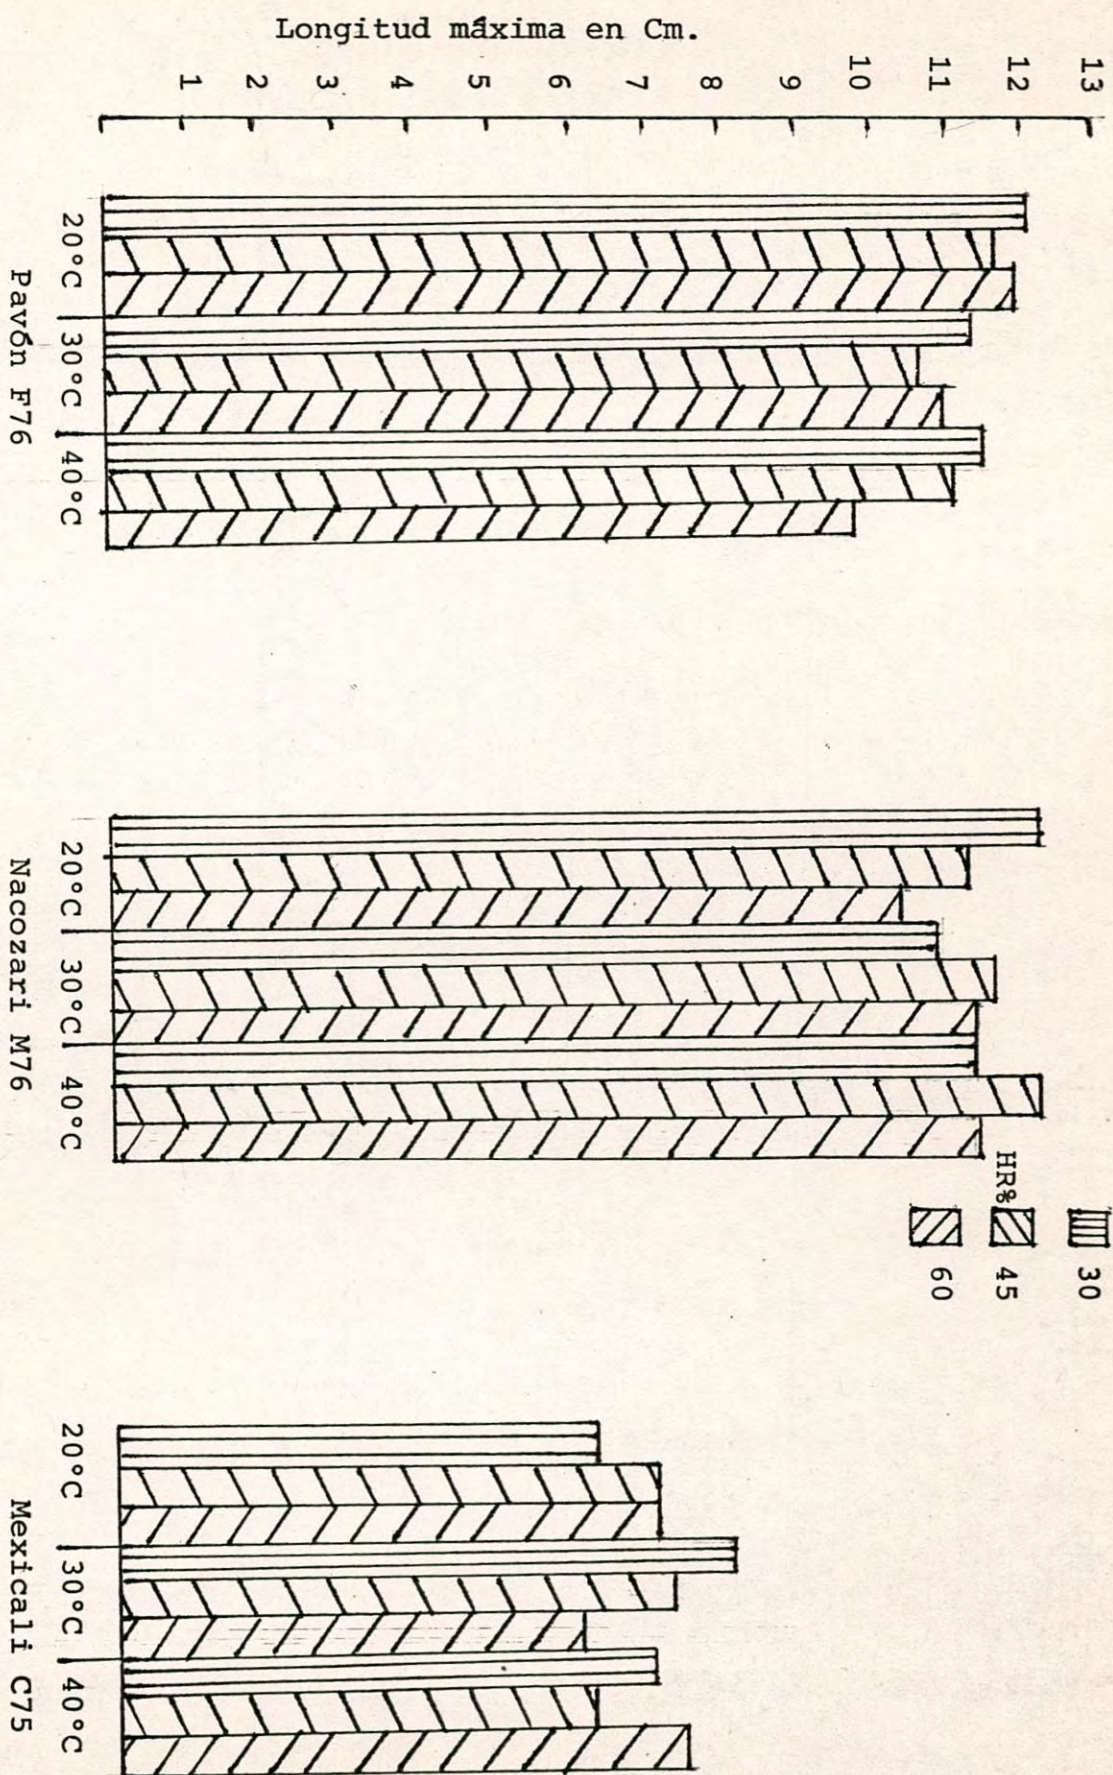 Longitud máxima en Cm.
1 2 3 4 5 6 7 8 9 10 11 12 13
20°C 30°C 40°C
Pavón F76
20°C 30°C 40°C
Nacozari M76
20°C 30°C 40°C
Mexicali C75
HR%
30
45
60